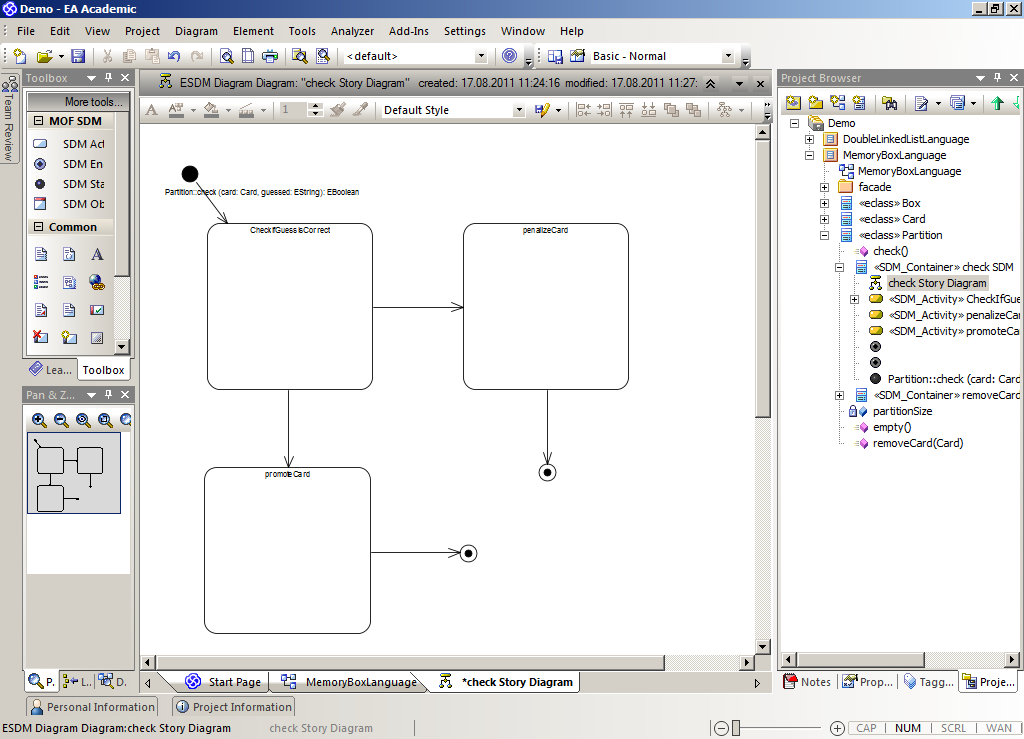 Demo - EA Academic
File Edit View Project Diagram Element Tools Analyzer Add-Ins Settings Window Help
<default>
Basic - Normal
Team Review
Toolbox
More tools...
MOF SDM
SDM Act
SDM En
SDM Sta
SDM Ob
Common
Lea...
Toolbox
Pan & Z...
P.
L..
D.
ESDM Diagram Diagram: "check Story Diagram" created: 17.08.2011 11:24:16 modified: 17.08.2011 11:27:
1
Default Style
Partition::check (card: Card, guessed: EString): EBoolean
CheckIfGuessIsCorrect
penalizeCard
promoteCard
Start Page
MemoryBoxLanguage
*check Story Diagram
Project Browser
Demo
DoubleLinkedListLanguage
MemoryBoxLanguage
MemoryBoxLanguage
facade
«eclass» Box
«eclass» Card
«eclass» Partition
check()
«SDM_Container» check SDM
check Story Diagram
«SDM_Activity» CheckIfGue
«SDM_Activity» penalizeCar
«SDM_Activity» promoteCa
Partition::check (card: Card
«SDM_Container» removeCard
partitionSize
empty()
removeCard(Card)
Notes
Prop...
Tagg...
Proje...
Personal Information
Project Information
ESDM Diagram Diagram:check Story Diagram
check Story Diagram
CAP
NUM
SCRL
WAN